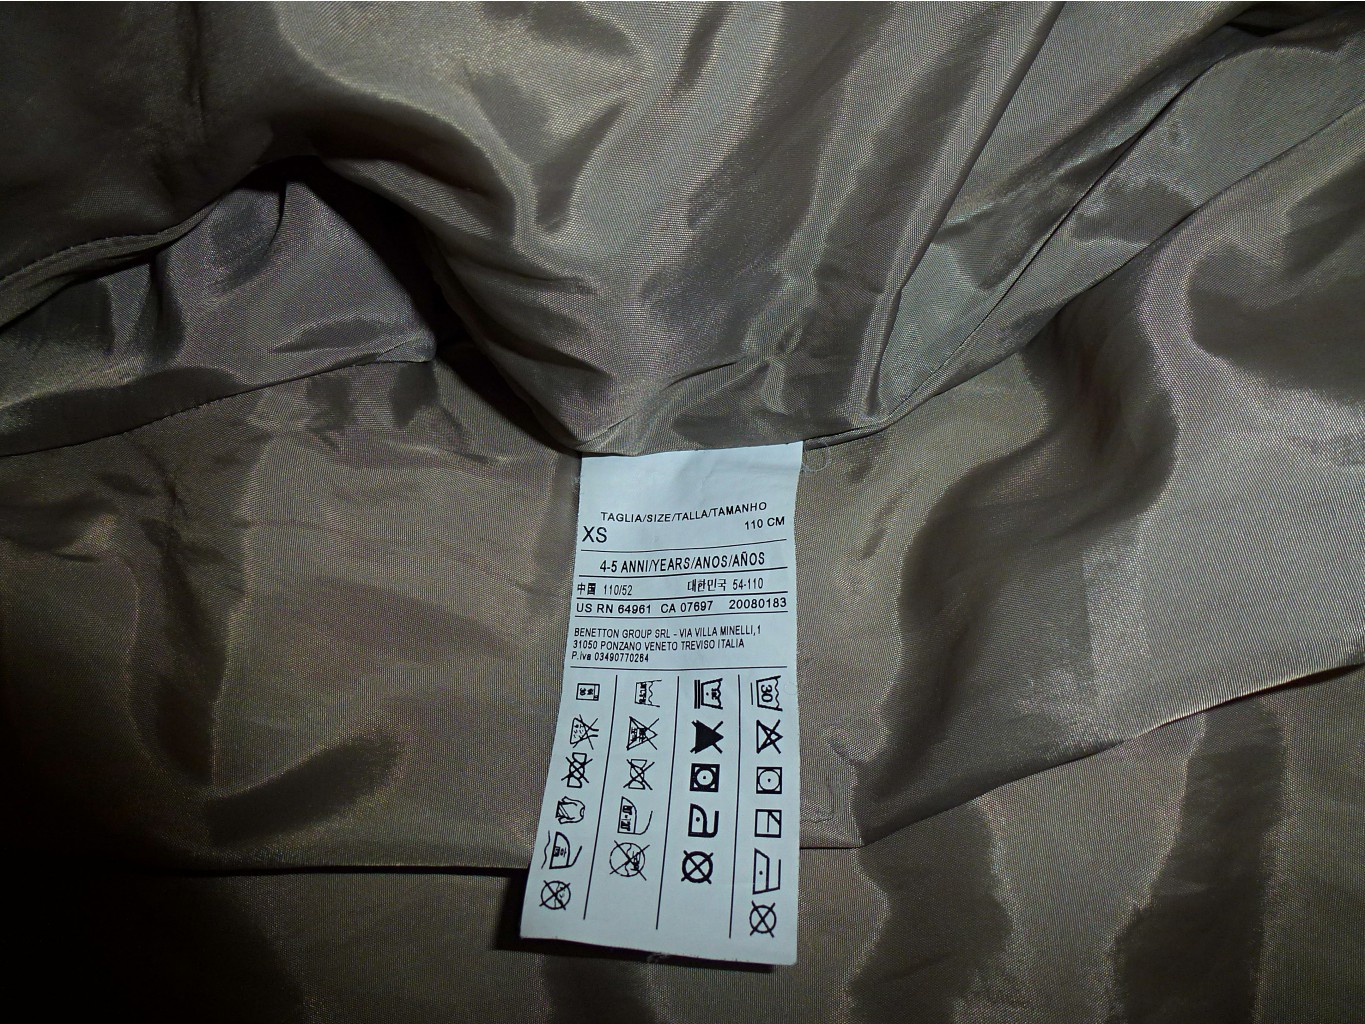 TAGLIA/SIZE/TALLA/TAMANHO
XS 110 CM
4-5 ANNI/YEARS/ANOS/AÑOS
中国 110/52 대한민국 54-110
US RN 64961 CA 07697 20080183
BENETTON GROUP SRL - VIA VILLA MINELLI,1
31050 PONZANO VENETO TREVISO ITALIA
P.Iva 03490770264
30